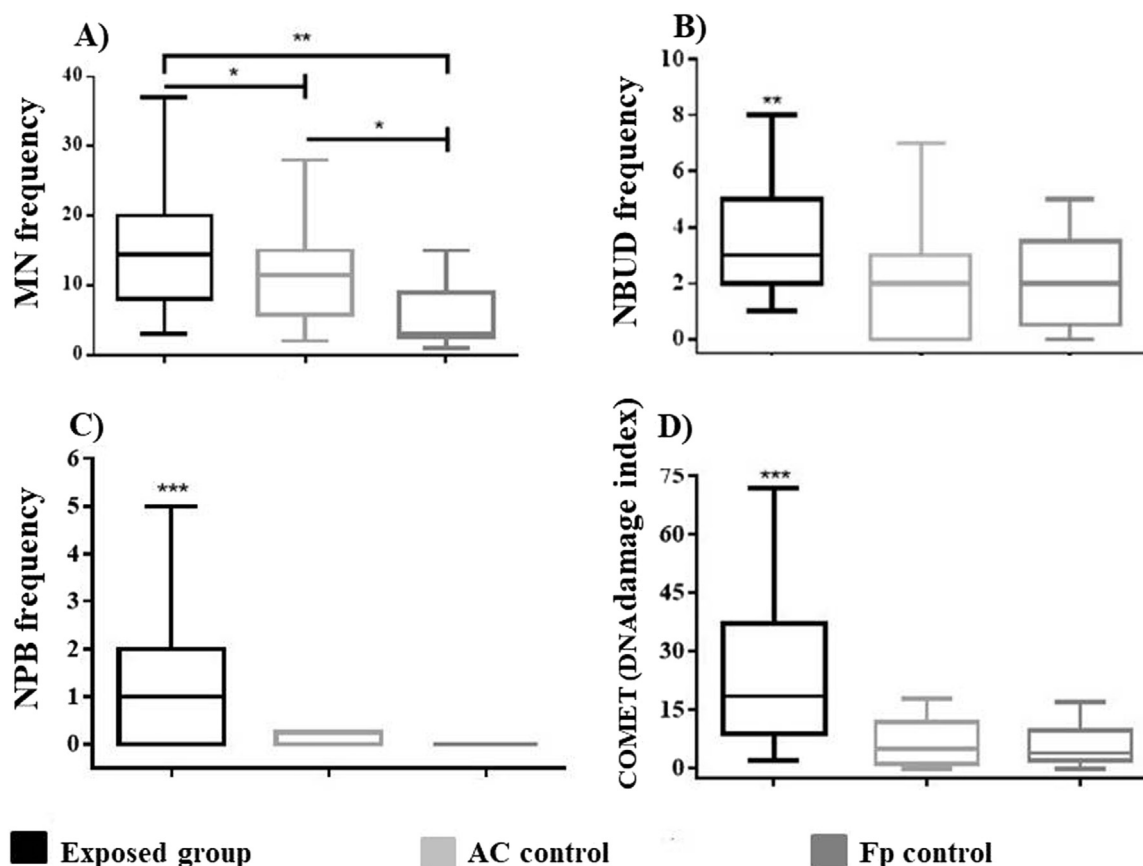 A)
MN frequency
40
30
20
10
0
**
*
*
B)
NBUD frequency
10
8
6
4
2
0
**
C)
NPB frequency
6
5
4
3
2
1
0
***
D)
COMET (DNAdamage index)
75
60
45
30
15
0
***
Exposed group
AC control
Fp control